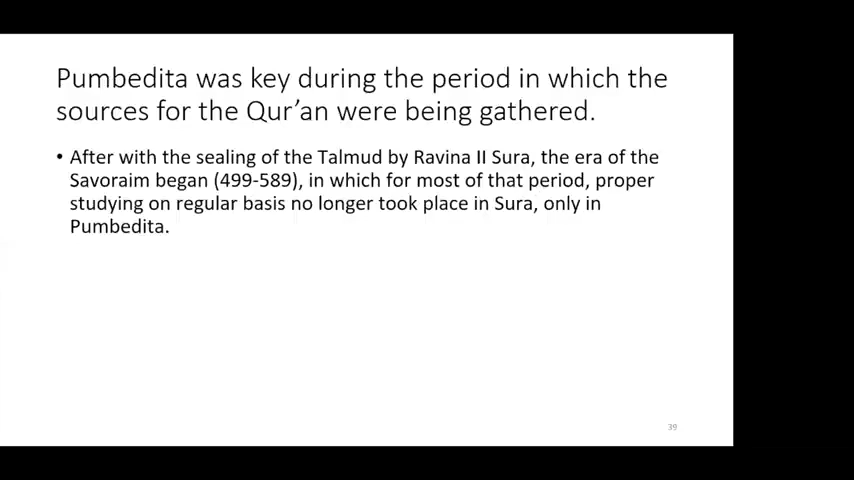 Pumbedita was key during the period in which the
sources for the Qur’an were being gathered.
• After with the sealing of the Talmud by Ravina II Sura, the era of the
Savoraim began (499-589), in which for most of that period, proper
studying on regular basis no longer took place in Sura, only in
Pumbedita.
39